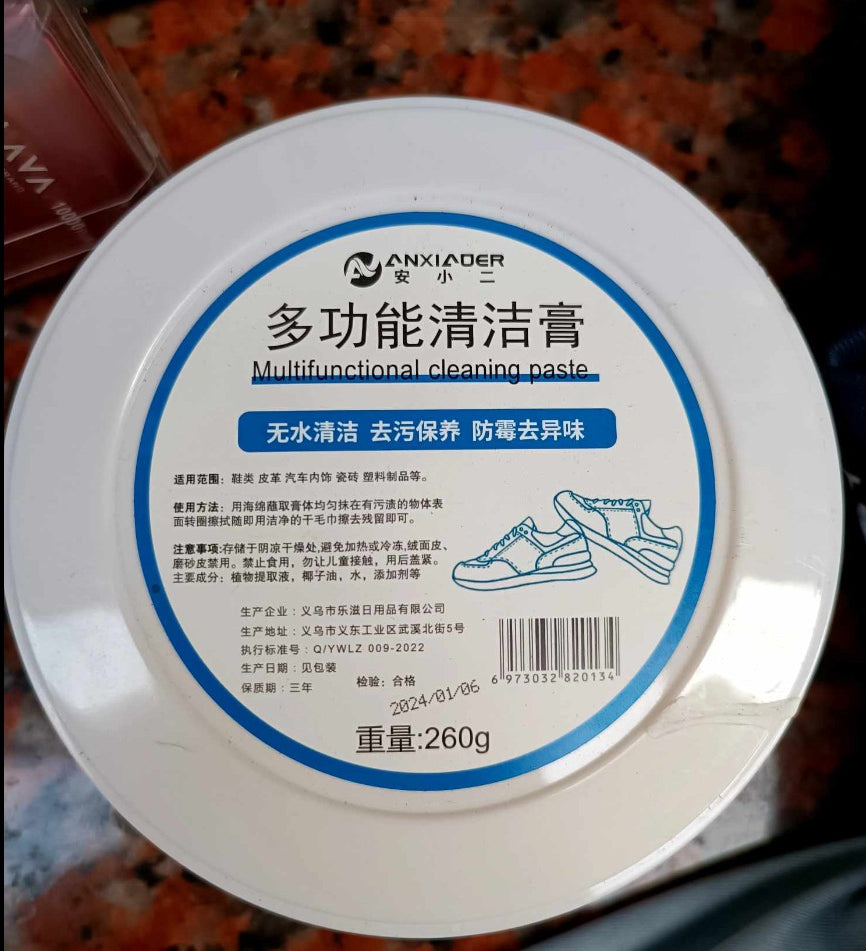 AVA
10000
ANXIAOER
安小二
多功能清洁膏
Multifunctional cleaning paste
无水清洁 去污保养 防霉去异味
适用范围：鞋类 皮革 汽车内饰 瓷砖 塑料制品等。
使用方法：用海绵蘸取膏体均匀抹在有污渍的物体表
面转圈擦拭随即用洁净的干毛巾擦去残留即可。
注意事项:存储于阴凉干燥处,避免加热或冷冻,绒面皮、
磨砂皮禁用。禁止食用，勿让儿童接触，用后盖紧。
主要成分：植物提取液，椰子油，水，添加剂等
生产企业：义乌市乐滋日用品有限公司
生产地址：义乌市义东工业区武溪北街5号
执行标准号：Q/YWLZ 009-2022
生产日期：见包装
保质期：三年 检验：合格
2024/01/06
6 973032 820134
重量:260g